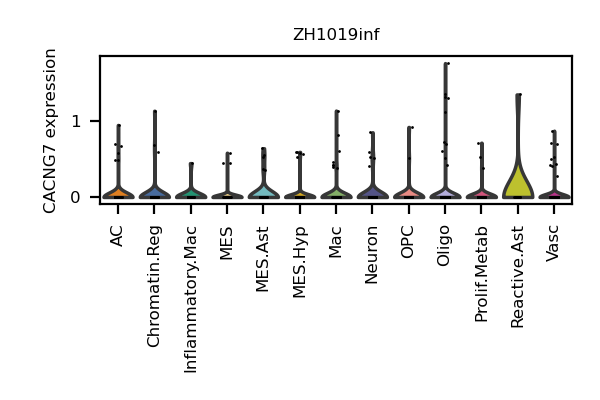 ZH1019inf
CACNG7 expression
1
0
AC
Chromatin.Reg
Inflammatory.Mac
MES
MES.Ast
MES.Hyp
Mac
Neuron
OPC
Oligo
Prolif.Metab
Reactive.Ast
Vasc